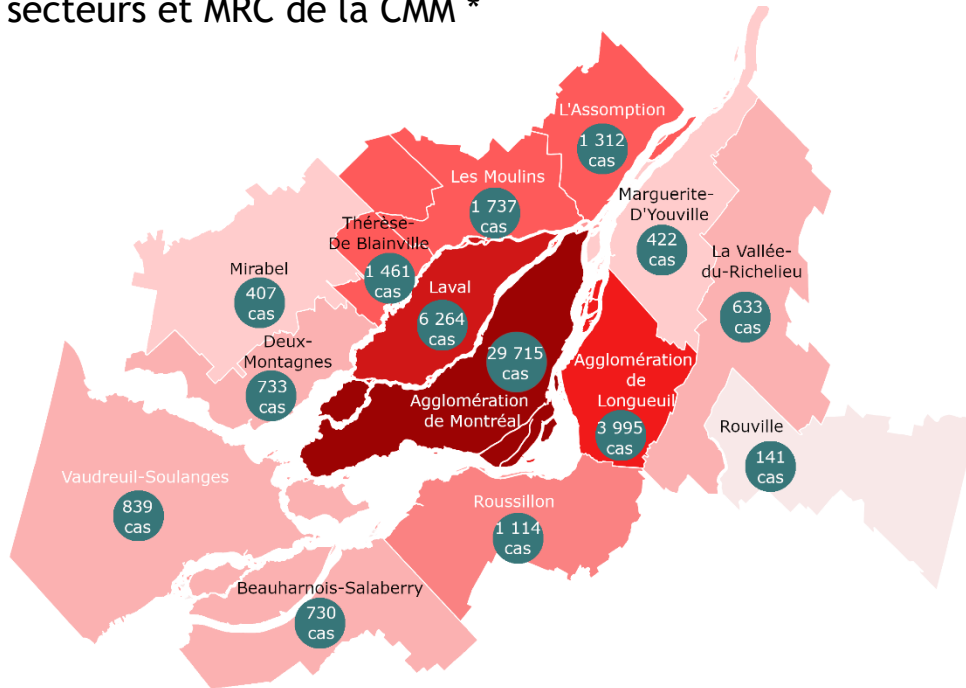 secteurs et MRC de la CMM *
L'Assomption
1 312
cas
Les Moulins
1 737
cas
Marguerite-
D'Youville
422
cas
Thérèse-
De Blainville
1 461
cas
La Vallée-
du-Richelieu
633
cas
Mirabel
407
cas
Laval
6 264
cas
Deux-
Montagnes
733
cas
29 715
cas
Agglomération
de Montréal
Agglomération
de
Longueuil
3 995
cas
Rouville
141
cas
Vaudreuil-Soulanges
839
cas
Roussillon
1 114
cas
Beauharnois-Salaberry
730
cas